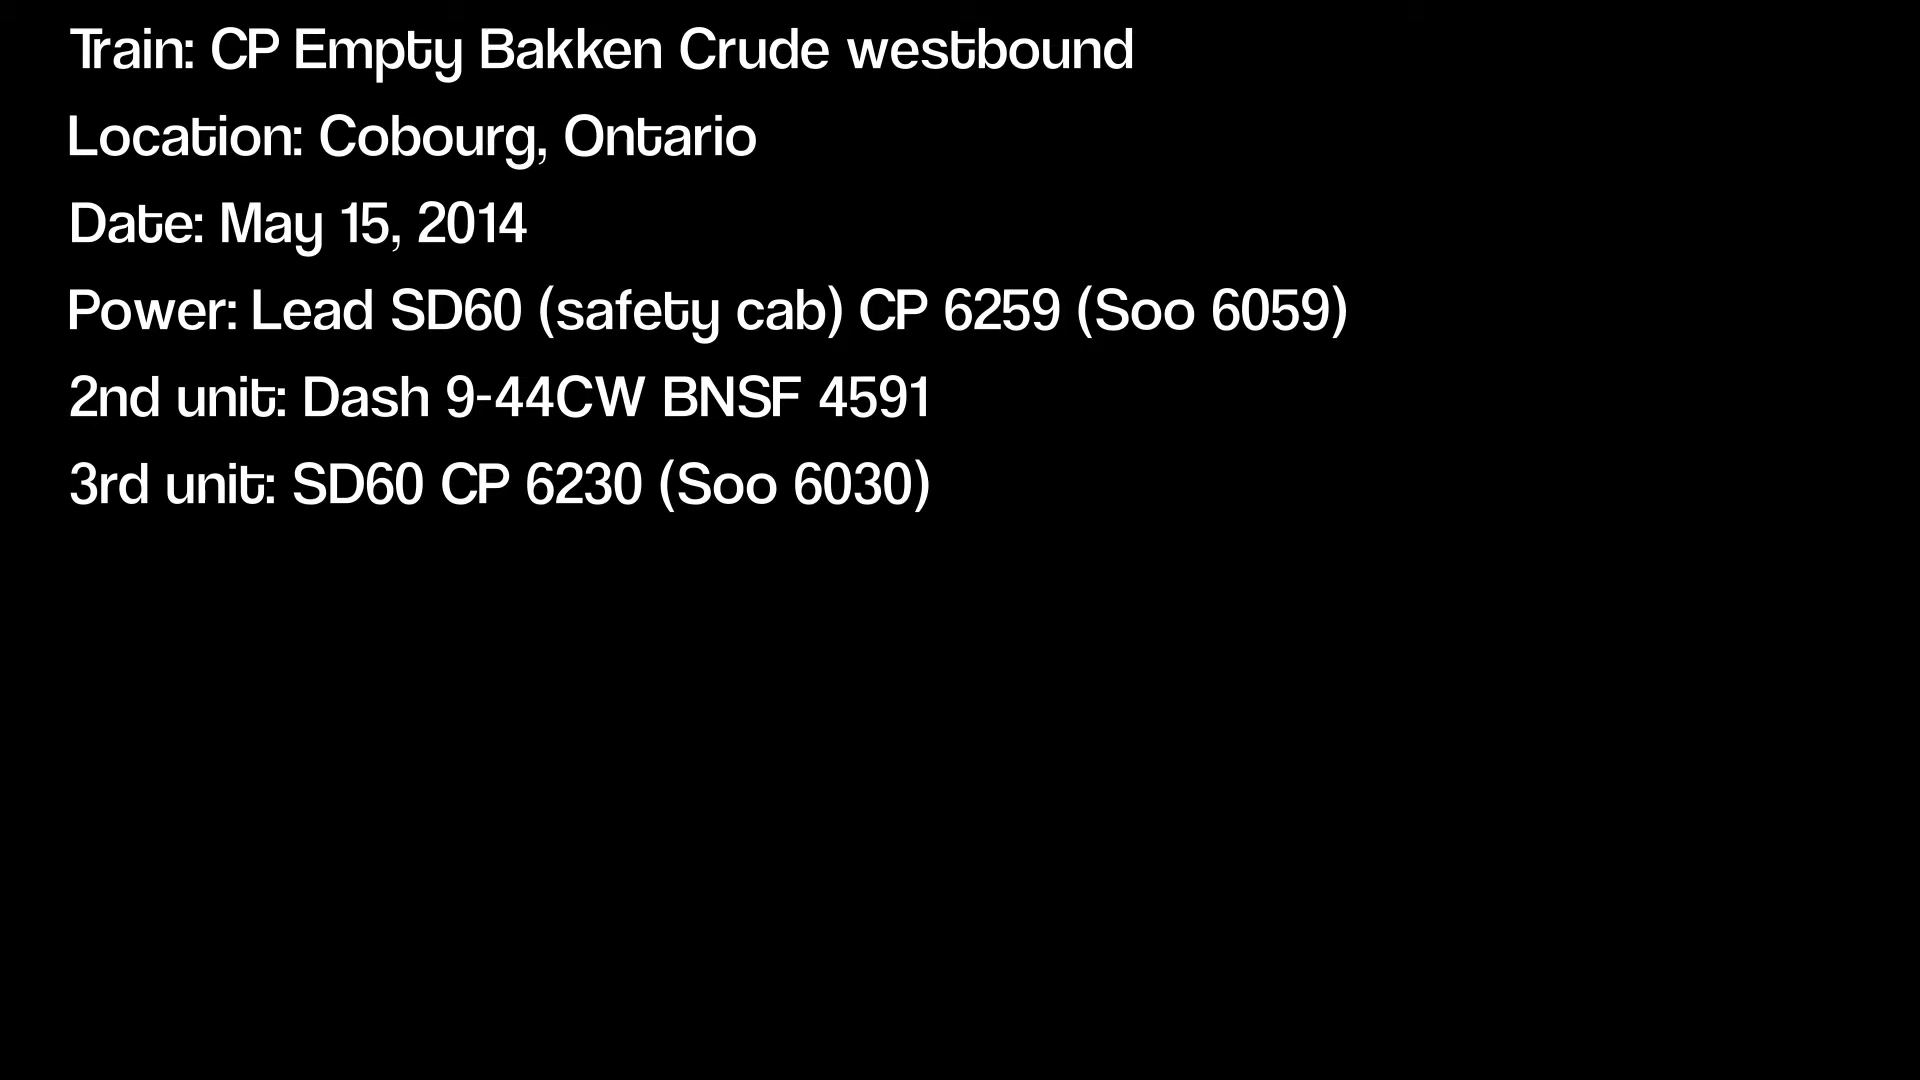 Train: CP Empty Bakken Crude westbound
Location: Cobourg, Ontario
Date: May 15, 2014
Power: Lead SD60 (safety cab) CP 6259 (Soo 6059)
2nd unit: Dash 9-44CW BNSF 4591
3rd unit: SD60 CP 6230 (Soo 6030)